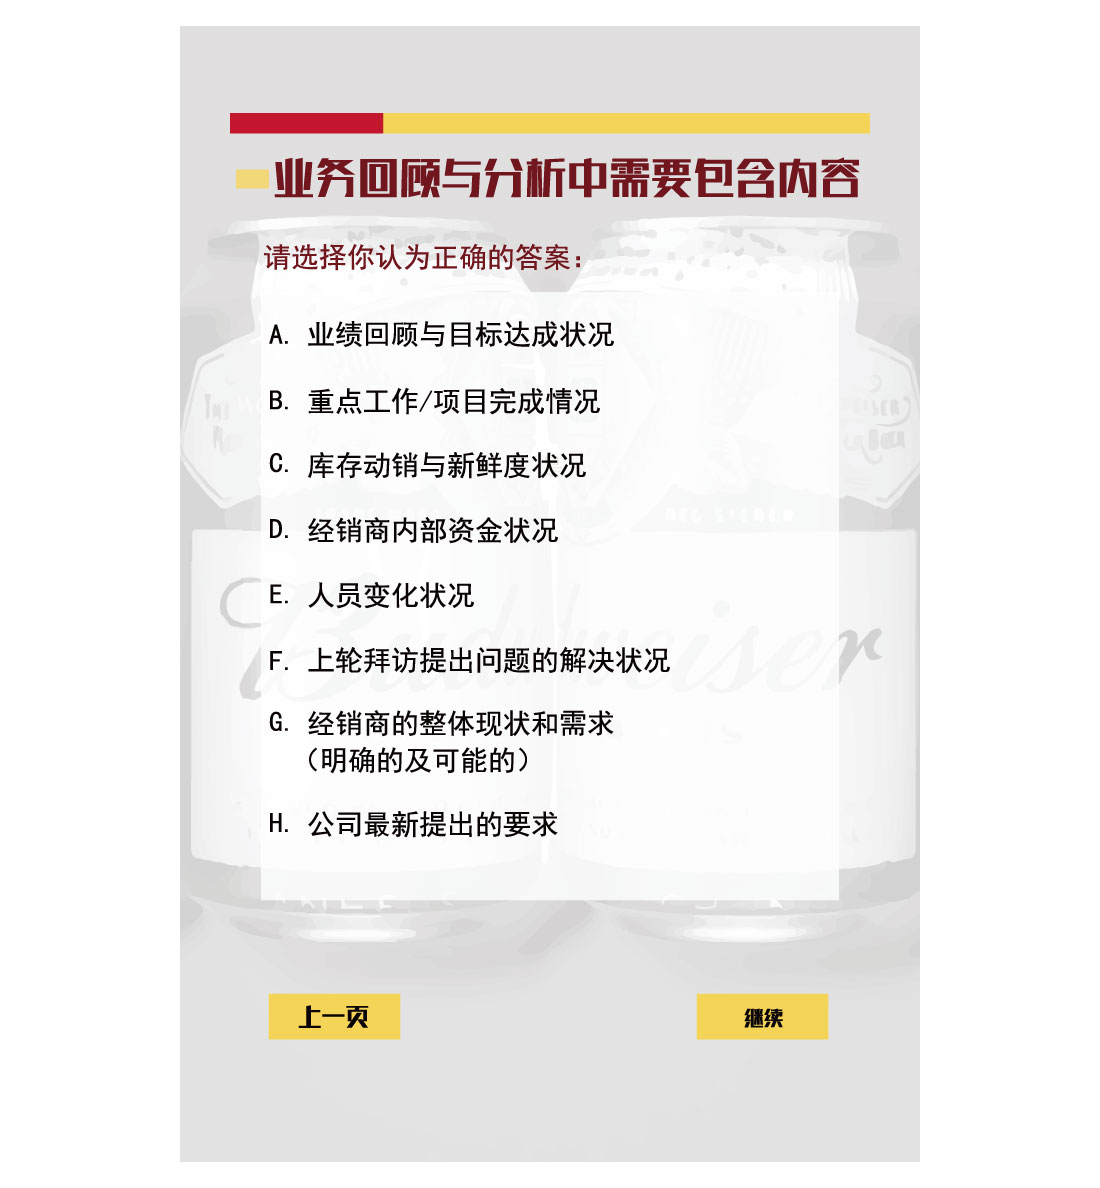 业务回顾与分析中需要包含内容
请选择你认为正确的答案：
A. 业绩回顾与目标达成状况
B. 重点工作/项目完成情况
C. 库存动销与新鲜度状况
D. 经销商内部资金状况
E. 人员变化状况
F. 上轮拜访提出问题的解决状况
G. 经销商的整体现状和需求
（明确的及可能的）
H. 公司最新提出的要求
Budweiser
上一页
继续